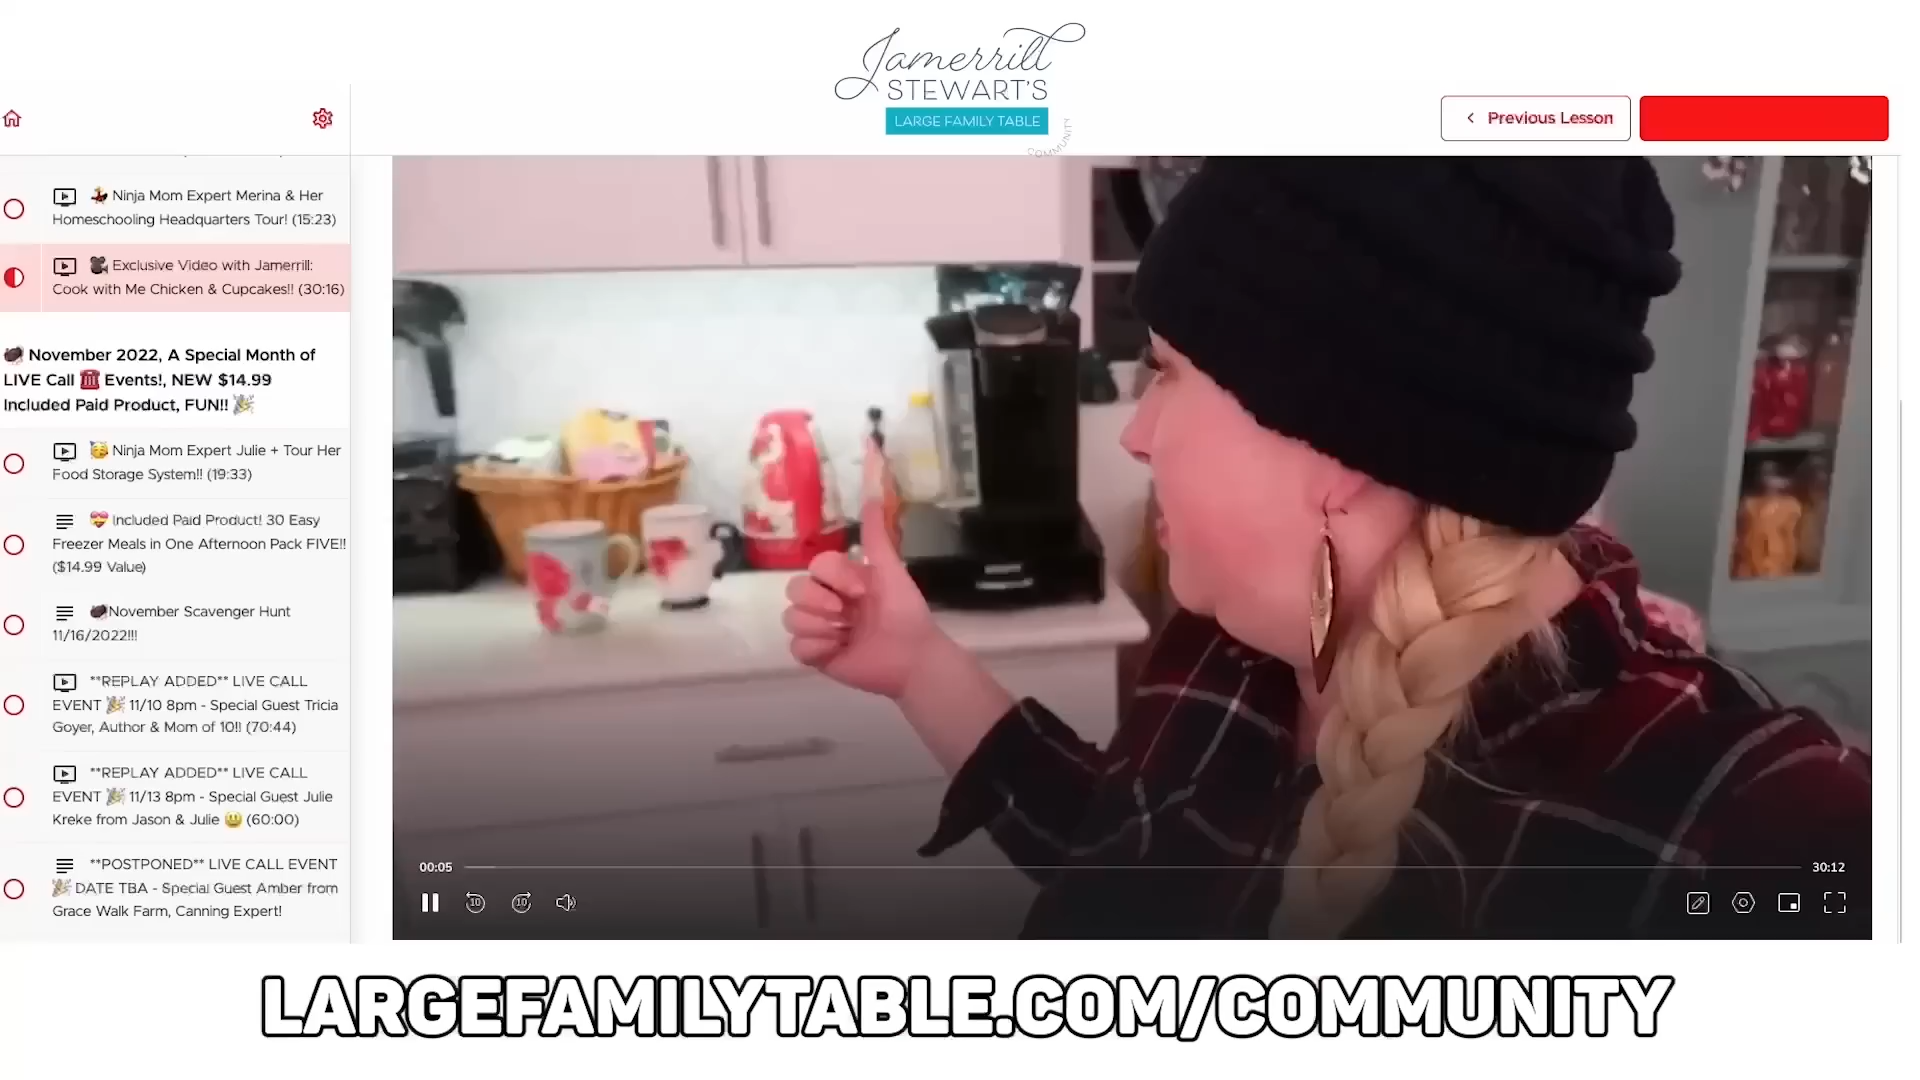 Jamerrill
STEWART'S
LARGE FAMILY TABLE
COMMUNITY
Previous Lesson
Ninja Mom Expert Merina & Her
Homeschooling Headquarters Tour! (15:23)
Exclusive Video with Jamerrill:
Cook with Me Chicken & Cupcakes!! (30:16)
November 2022, A Special Month of
LIVE Call Events!, NEW $14.99
Included Paid Product, FUN!!
Ninja Mom Expert Julie + Tour Her
Food Storage System!! (19:33)
Included Paid Product! 30 Easy
Freezer Meals in One Afternoon Pack FIVE!!
($14.99 Value)
November Scavenger Hunt
11/16/2022!!!
**REPLAY ADDED** LIVE CALL
EVENT 11/10 8pm - Special Guest Tricia
Goyer, Author & Mom of 10!! (70:44)
**REPLAY ADDED** LIVE CALL
EVENT 11/13 8pm - Special Guest Julie
Kreke from Jason & Julie (60:00)
**POSTPONED** LIVE CALL EVENT
DATE TBA - Special Guest Amber from
Grace Walk Farm, Canning Expert!
00:05
30:12
10
10
LARGEFAMILYTABLE.COM/COMMUNITY